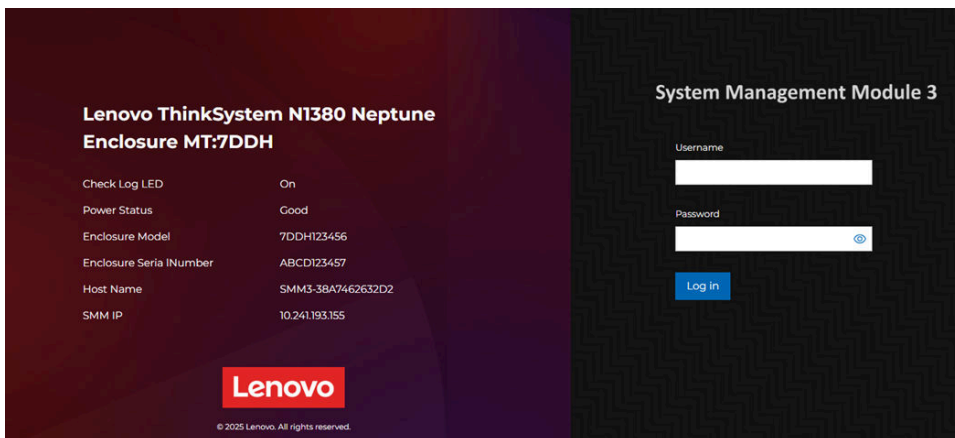 Lenovo ThinkSystem N1380 Neptune
Enclosure MT:7DDH
Check Log LED On
Power Status Good
Enclosure Model 7DDH123456
Enclosure Seria lNumber ABCD123457
Host Name SMM3-38A7462632D2
SMM IP 10.241.193.155
Lenovo
© 2025 Lenovo. All rights reserved.
System Management Module 3
Username
Password
Log in